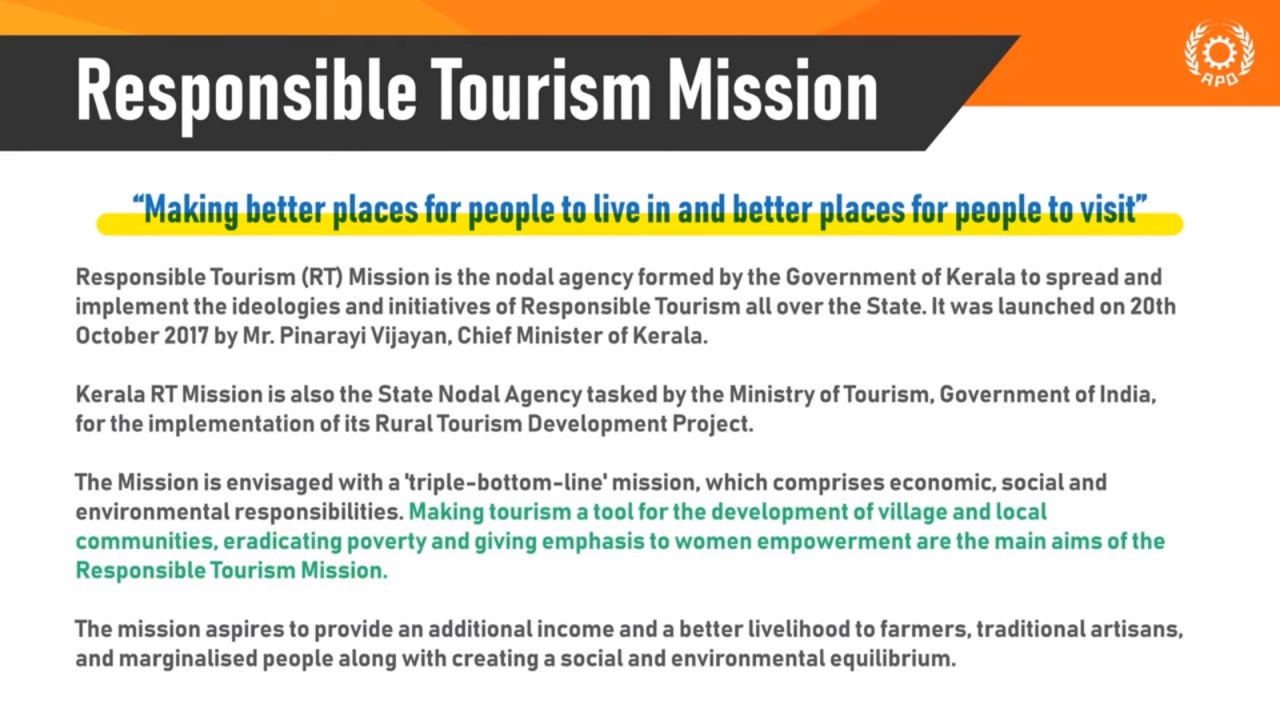 Responsible Tourism Mission
APO
“Making better places for people to live in and better places for people to visit”
Responsible Tourism (RT) Mission is the nodal agency formed by the Government of Kerala to spread and
implement the ideologies and initiatives of Responsible Tourism all over the State. It was launched on 20th
October 2017 by Mr. Pinarayi Vijayan, Chief Minister of Kerala.
Kerala RT Mission is also the State Nodal Agency tasked by the Ministry of Tourism, Government of India,
for the implementation of its Rural Tourism Development Project.
The Mission is envisaged with a 'triple-bottom-line' mission, which comprises economic, social and
environmental responsibilities. Making tourism a tool for the development of village and local
communities, eradicating poverty and giving emphasis to women empowerment are the main aims of the
Responsible Tourism Mission.
The mission aspires to provide an additional income and a better livelihood to farmers, traditional artisans,
and marginalised people along with creating a social and environmental equilibrium.